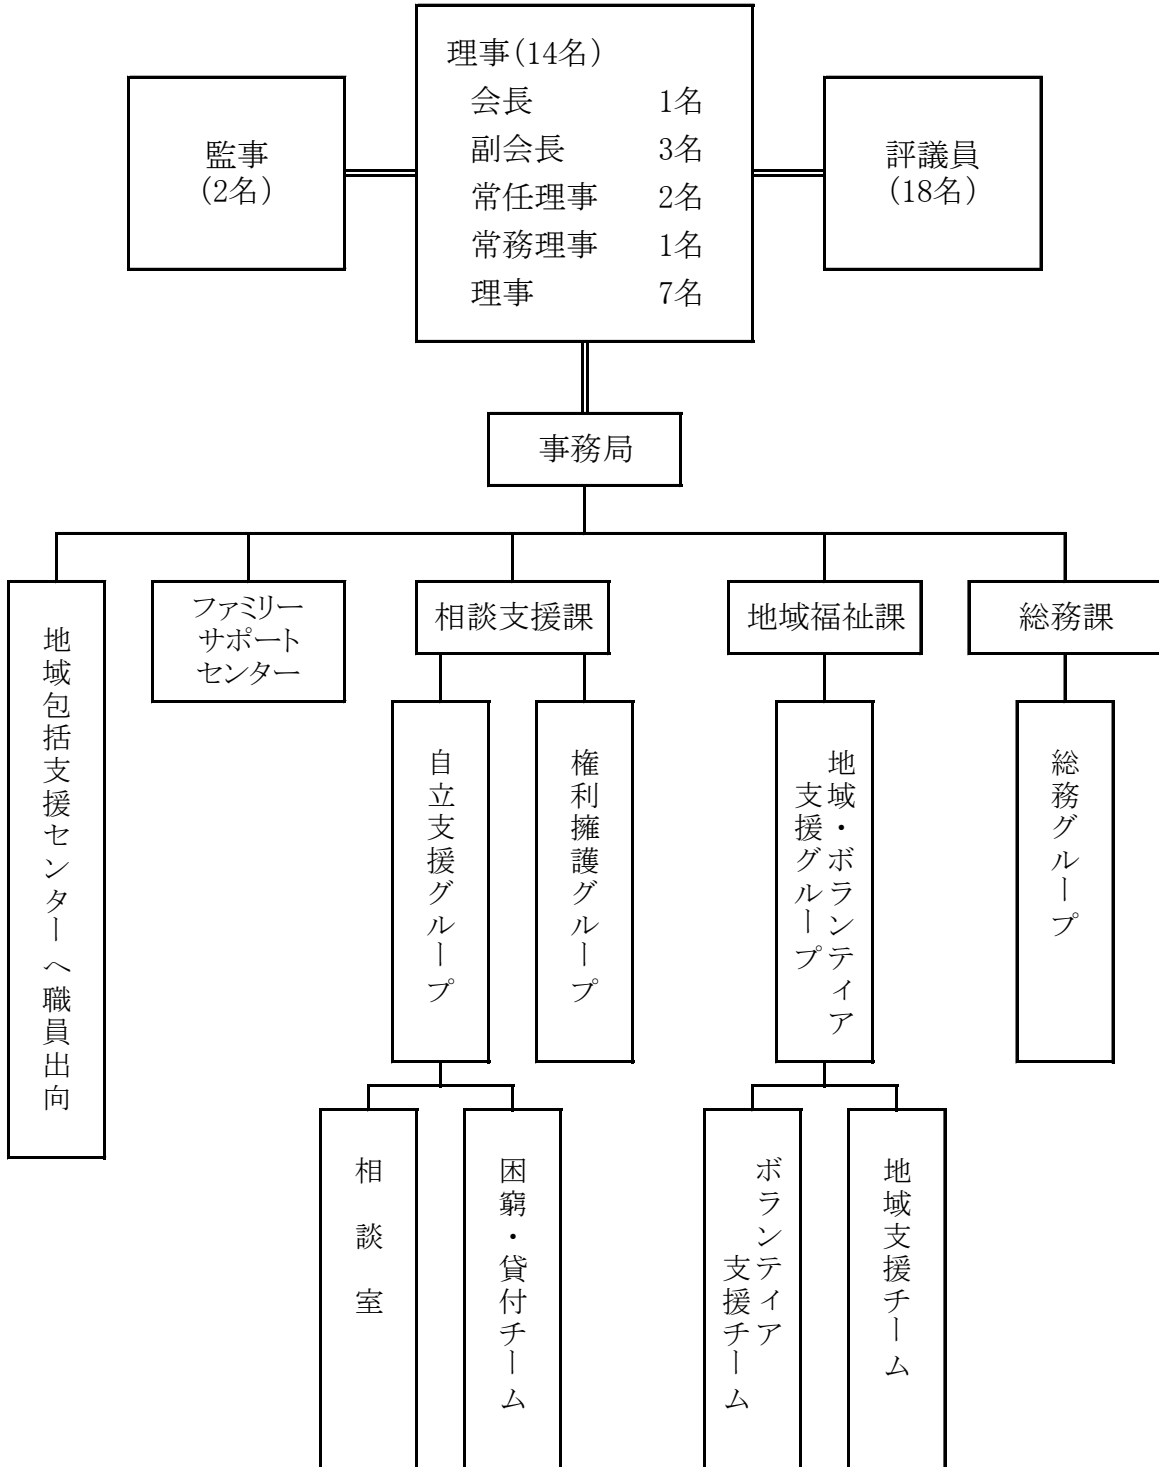 理事(14名)
会長 1名
副会長 3名
常任理事 2名
常務理事 1名
理事 7名
監事
(2名)
評議員
(18名)
事務局
地域包括支援センターへ職員出向
ファミリー
サポート
センター
相談支援課
地域福祉課
総務課
自立支援グループ
権利擁護グループ
地域・ボランティア
支援グループ
総務グループ
相談室
困窮・貸付チーム
ボランティア
支援チーム
地域支援チーム